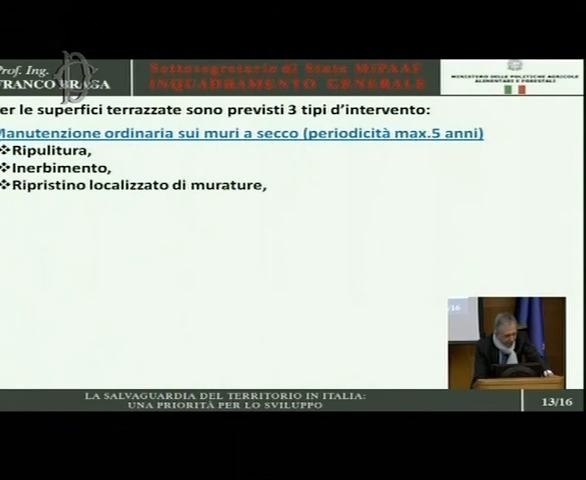 Prof. Ing.
FRANCO BRAGA
Sottosegretario di Stato MIPAAF
INQUADRAMENTO GENERALE
MINISTERO DELLE POLITICHE AGRICOLE
ALIMENTARI E FORESTALI
er le superfici terrazzate sono previsti 3 tipi d'intervento:
Manutenzione ordinaria sui muri a secco (periodicità max.5 anni)
❖Ripulitura,
❖Inerbimento,
❖Ripristino localizzato di murature,
/16
LA SALVAGUARDIA DEL TERRITORIO IN ITALIA:
UNA PRIORITÀ PER LO SVILUPPO
13/16